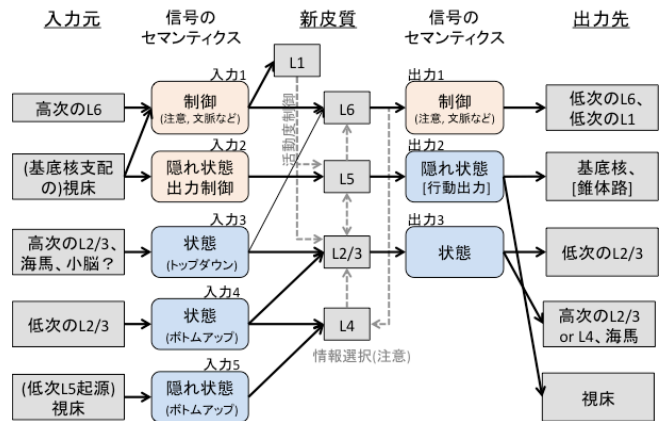 入力元
信号の
セマンティクス
新皮質
信号の
セマンティクス
出力先
入力1
L1
出力1
高次のL6
制御
(注意, 文脈など)
活動度制御
L6
制御
(注意, 文脈など)
低次のL6、
低次のL1
(基底核支配
の)視床
入力2
隠れ状態
出力制御
L5
出力2
隠れ状態
[行動出力]
基底核、
[錐体路]
高次のL2/3、
海馬、小脳？
入力3
状態
(トップダウン)
L2/3
出力3
状態
低次のL2/3
低次のL2/3
入力4
状態
(ボトムアップ)
L4
高次のL2/3
or L4、海馬
情報選択(注意)
(低次L5起源)
視床
入力5
隠れ状態
(ボトムアップ)
視床